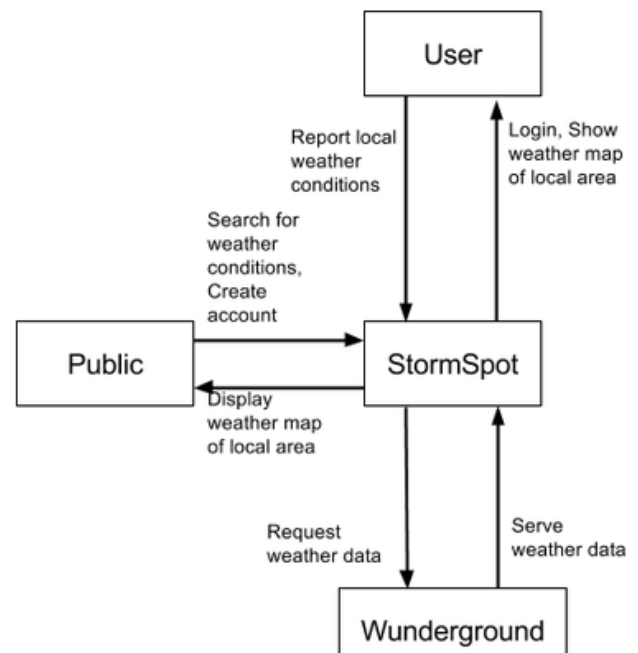 User
Report local
weather
conditions
Login, Show
weather map
of local area
Search for
weather
conditions,
Create
account
Public
StormSpot
Display
weather map
of local area
Request
weather data
Serve
weather data
Wunderground